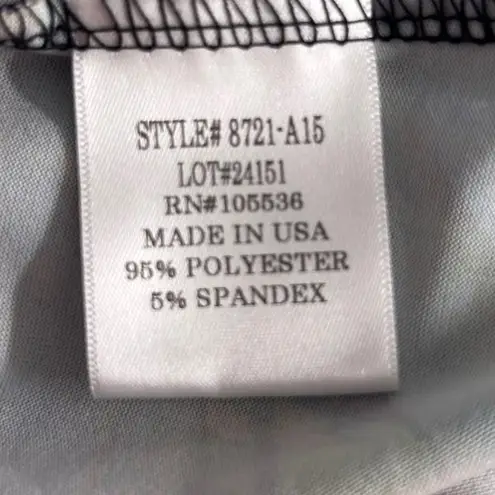 STYLE# 8721-A15
LOT#24151
RN#105536
MADE IN USA
95% POLYESTER
5% SPANDEX